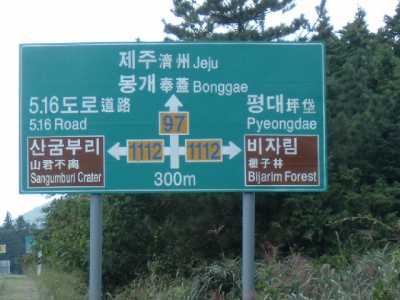 제주 濟州 Jeju
봉개 奉蓋 Bonggae
5.16도로 道路
5.16 Road
평대 坪岱
Pyeongdae
97
산굼부리
山君不离
Sangumburi Crater
1112
1112
비자림
榧子林
Bijarim Forest
300m